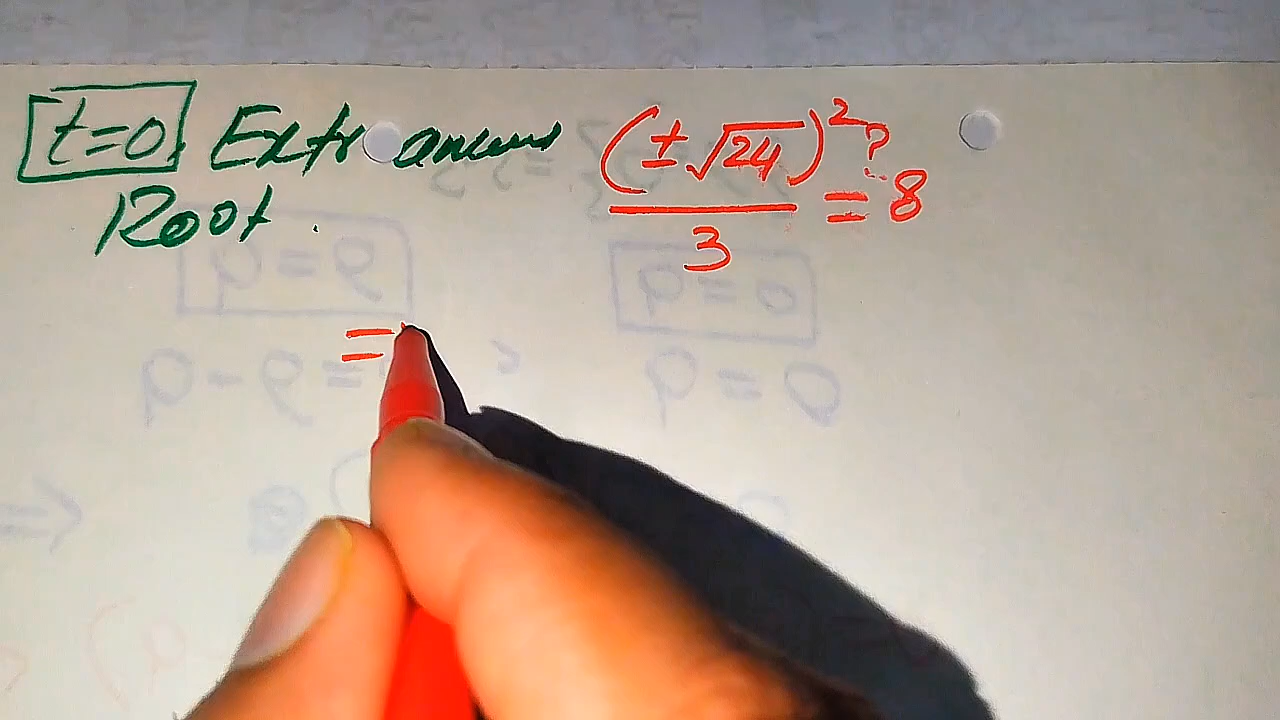 t=0 Extraneous (±√24)²/3 ?= 8
Root.
=